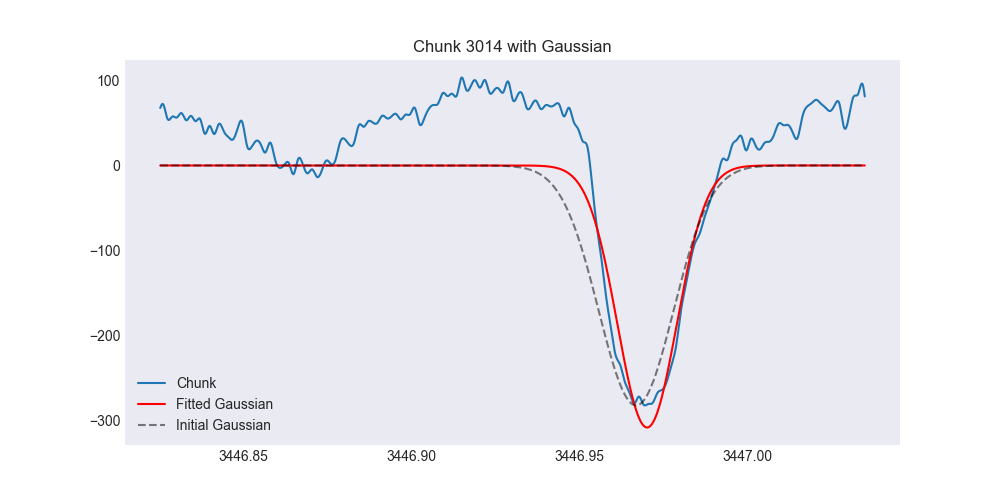 Chunk 3014 with Gaussian
100
0
−100
−200
−300
Chunk
Fitted Gaussian
Initial Gaussian
3446.85
3446.90
3446.95
3447.00